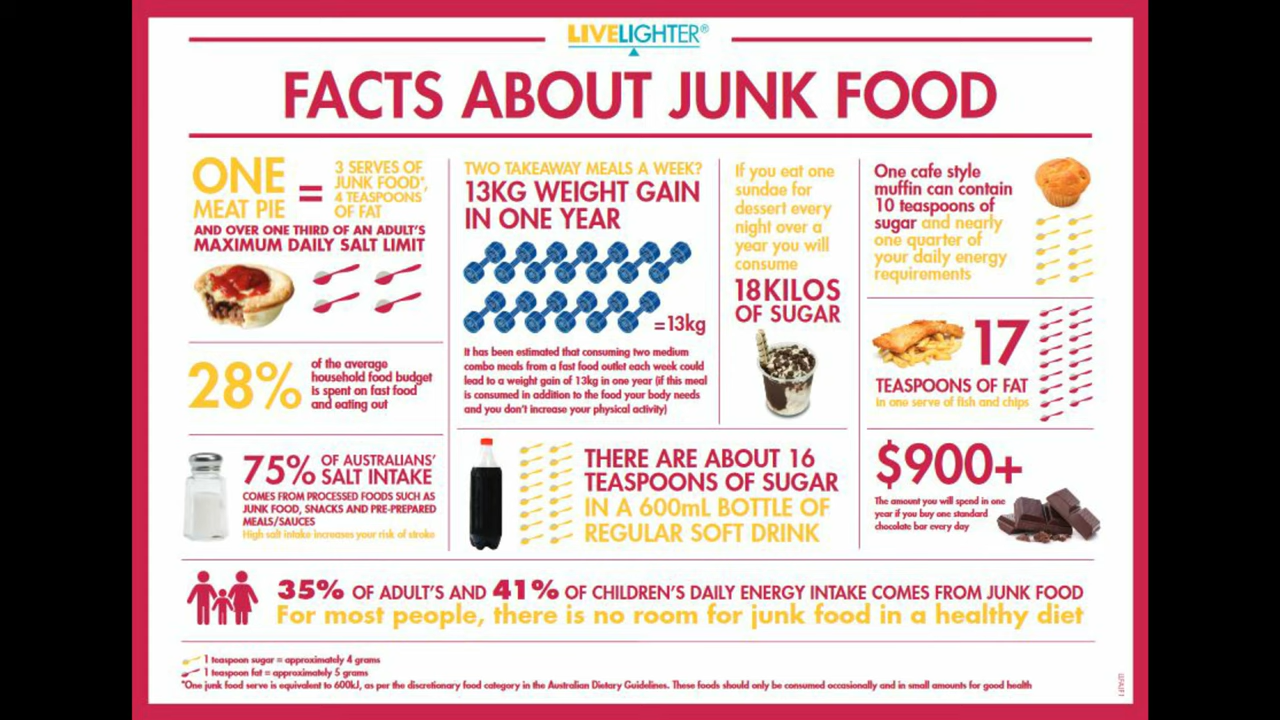 LIVELIGHTER®
FACTS ABOUT JUNK FOOD
ONE
MEAT PIE
=
3 SERVES OF
JUNK FOOD*,
4 TEASPOONS
OF FAT
AND OVER ONE THIRD OF AN ADULT'S
MAXIMUM DAILY SALT LIMIT
28%
of the average
household food budget
is spent on fast food
and eating out
75%
OF AUSTRALIANS'
SALT INTAKE
COMES FROM PROCESSED FOODS SUCH AS
JUNK FOOD, SNACKS AND PRE-PREPARED
MEALS/SAUCES
High salt intake increases your risk of stroke
TWO TAKEAWAY MEALS A WEEK?
13KG WEIGHT GAIN
IN ONE YEAR
=13kg
It has been estimated that consuming two medium
combo meals from a fast food outlet each week could
lead to a weight gain of 13kg in one year (if this meal
is consumed in addition to the food your body needs
and you don't increase your physical activity)
If you eat one
sundae for
dessert every
night over a
year you will
consume
18KILOS
OF SUGAR
THERE ARE ABOUT 16
TEASPOONS OF SUGAR
IN A 600mL BOTTLE OF
REGULAR SOFT DRINK
One cafe style
muffin can contain
10 teaspoons of
sugar and nearly
one quarter of
your daily energy
requirements
17
TEASPOONS OF FAT
in one serve of fish and chips
$900+
The amount you will spend in one
year if you buy one standard
chocolate bar every day
35% OF ADULT'S AND 41% OF CHILDREN'S DAILY ENERGY INTAKE COMES FROM JUNK FOOD
For most people, there is no room for junk food in a healthy diet
1 teaspoon sugar = approximately 4 grams
1 teaspoon fat = approximately 5 grams
*One junk food serve is equivalent to 600kJ, as per the discretionary food category in the Australian Dietary Guidelines. These foods should only be consumed occasionally and in small amounts for good health